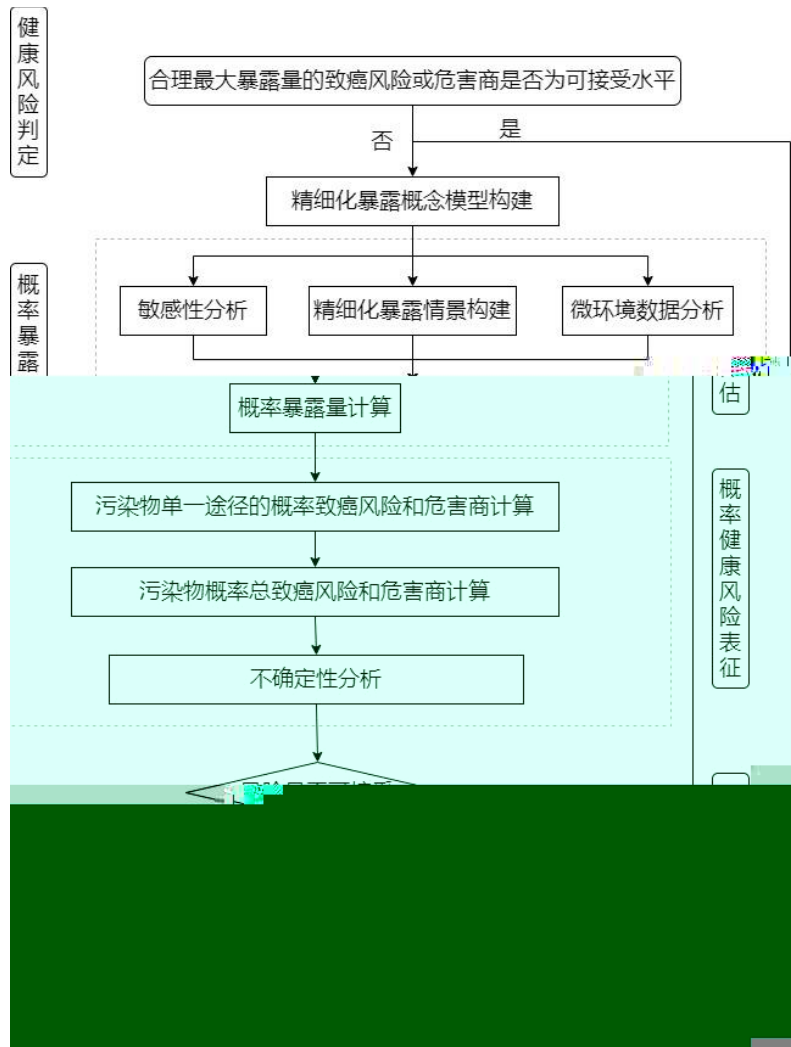 健康风险判定
合理最大暴露量的致癌风险或危害商是否为可接受水平
否
是
精细化暴露概念模型构建
概率暴露
敏感性分析
精细化暴露情景构建
微环境数据分析
估
概率暴露量计算
污染物单一途径的概率致癌风险和危害商计算
概率健康风险表征
污染物概率总致癌风险和危害商计算
不确定性分析